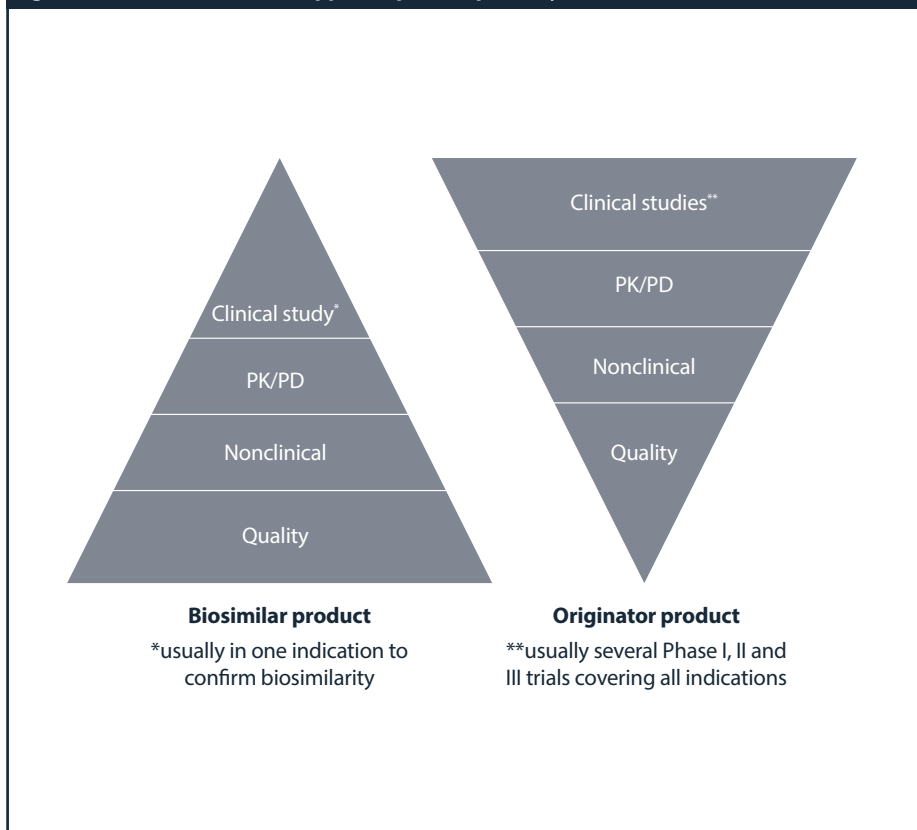 Clinical study*
PK/PD
Nonclinical
Quality
Biosimilar product
*usually in one indication to
confirm biosimilarity
Clinical studies**
PK/PD
Nonclinical
Quality
Originator product
**usually several Phase I, II and
III trials covering all indications